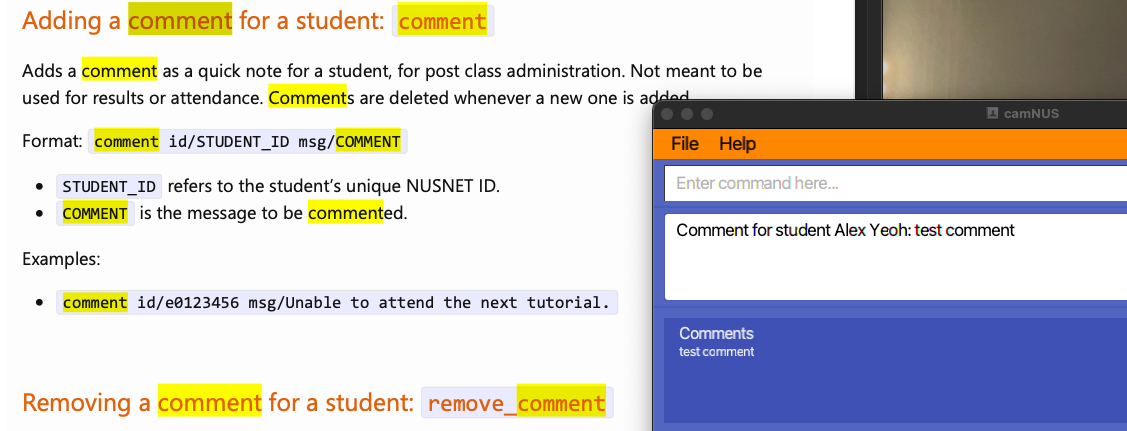 Adding a comment for a student: comment
Adds a comment as a quick note for a student, for post class administration. Not meant to be
used for results or attendance. Comments are deleted whenever a new one is added
Format: comment id/STUDENT_ID msg/COMMENT
• STUDENT_ID refers to the student’s unique NUSNET ID.
• COMMENT is the message to be commented.
Examples:
• comment id/e0123456 msg/Unable to attend the next tutorial.
Removing a comment for a student: remove_comment
camNUS
File Help
Enter command here...
Comment for student Alex Yeoh: test comment
Comments
test comment